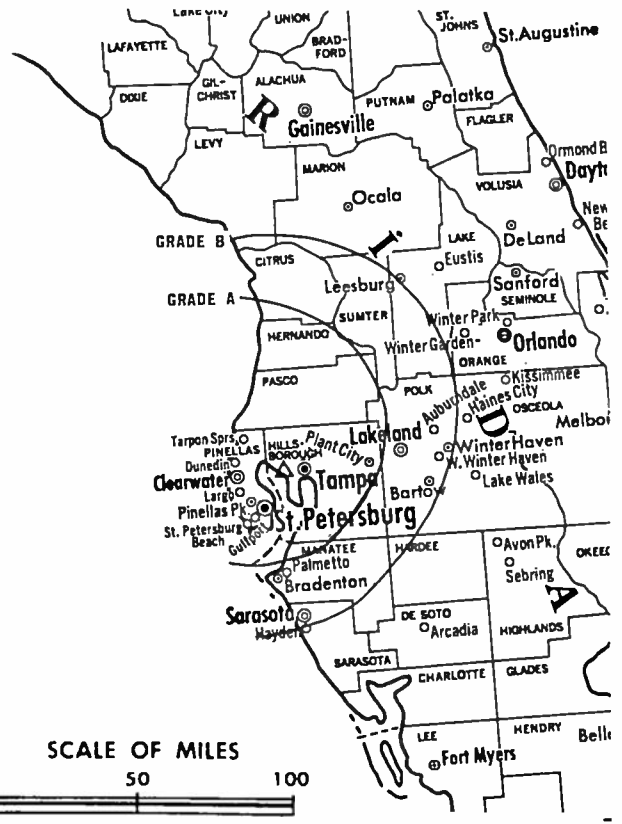 Lake City
UNION
ST.
JOHNS
St. Augustine
LAFAYETTE
BRAD-
FORD
GIL-
CHRIST
ALACHUA
DIXIE
PUTNAM
Palatka
R
Gainesville
FLAGLER
LEVY
Ormond B
MARION
Dayt
VOLUSIA
Ocala
New
Be
DeLand
GRADE B
I
LAKE
CITRUS
Eustis
Leesburg
Sanford
SEMINOLE
GRADE A
SUMTER
Winter Park
HERNANDO
Winter Garden
Orlando
ORANGE
PASCO
POLK
Kissimmee
Auburndale
Haines City
OSCEOLA
Melbo
D
Tarpon Sprs.
PINELLAS
HILLS-
BOROUGH
Plant City
Lakeland
Winter Haven
Dunedin
W. Winter Haven
Clearwater
Tampa
Lake Wales
Largo
Bartow
Pinellas Pk
St. Petersburg
St. Petersburg
Beach
Gulfport
MANATEE
HARDEE
Avon Pk.
OKEEC
Palmetto
Sebring
Bradenton
A
Sarasota
DE SOTO
Hayden
Arcadia
HIGHLANDS
SARASOTA
CHARLOTTE
GLADES
LEE
HENDRY
Belle
SCALE OF MILES
Fort Myers
50
100